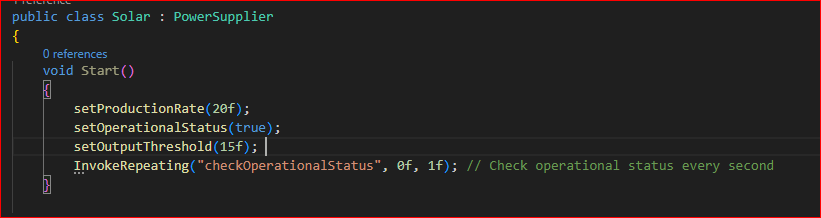 1 reference
public class Solar : PowerSupplier
{
0 references
void Start()
{
setProductionRate(20f);
setOperationalStatus(true);
setOutputThreshold(15f);
InvokeRepeating("checkOperationalStatus", 0f, 1f); // Check operational status every second
}